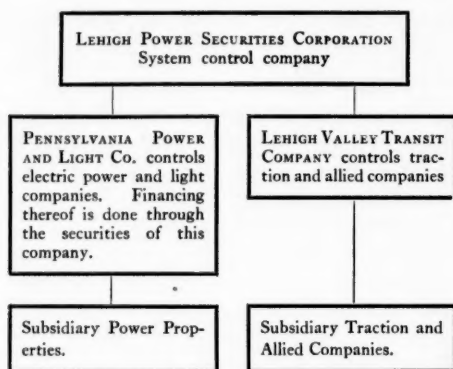 LEHIGH POWER SECURITIES CORPORATION
System control company
PENNSYLVANIA POWER
AND LIGHT CO. controls
electric power and light
companies. Financing
thereof is done through
the securities of this
company.
LEHIGH VALLEY TRANSIT
COMPANY controls trac-
tion and allied companies
Subsidiary Power Prop-
erties.
Subsidiary Traction and
Allied Companies.